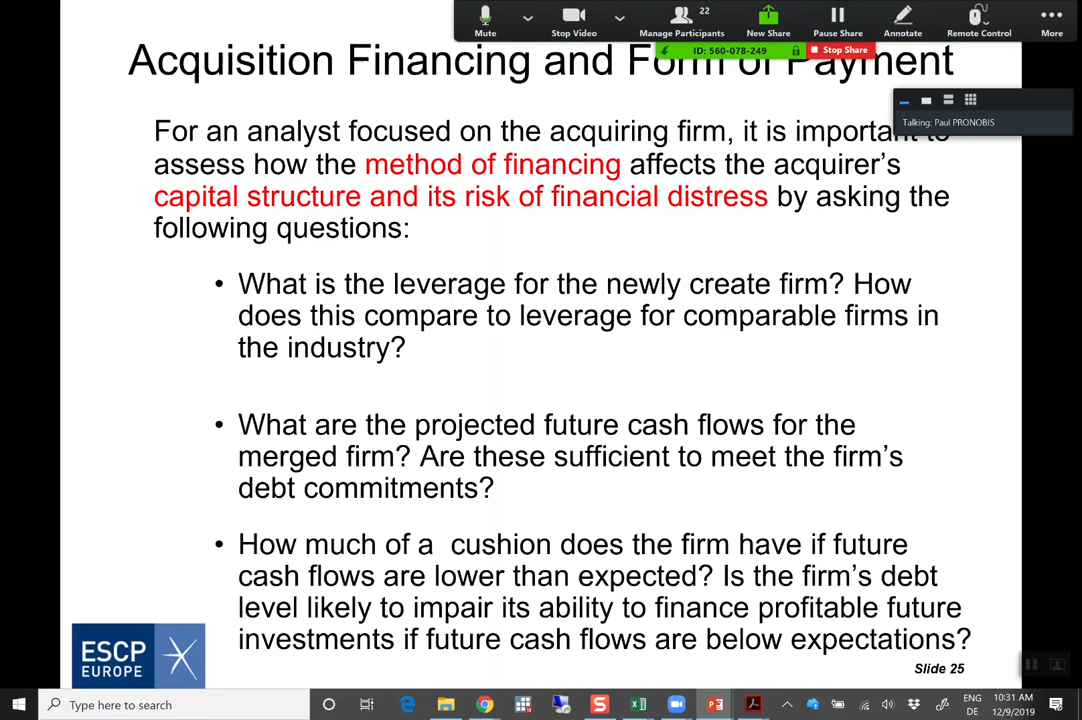 22
Mute
Stop Video
Manage Participants
New Share
Pause Share
Annotate
Remote Control
More
ID: 560-078-249
Stop Share
Acquisition Financing and Form of Payment
Talking: Paul PRONOBIS
For an analyst focused on the acquiring firm, it is important to
assess how the method of financing affects the acquirer's
capital structure and its risk of financial distress by asking the
following questions:
• What is the leverage for the newly create firm? How
does this compare to leverage for comparable firms in
the industry?
• What are the projected future cash flows for the
merged firm? Are these sufficient to meet the firm's
debt commitments?
• How much of a cushion does the firm have if future
cash flows are lower than expected? Is the firm's debt
level likely to impair its ability to finance profitable future
investments if future cash flows are below expectations?
ESCP
EUROPE
Slide 25
Type here to search
ENG
DE
10:31 AM
12/9/2019